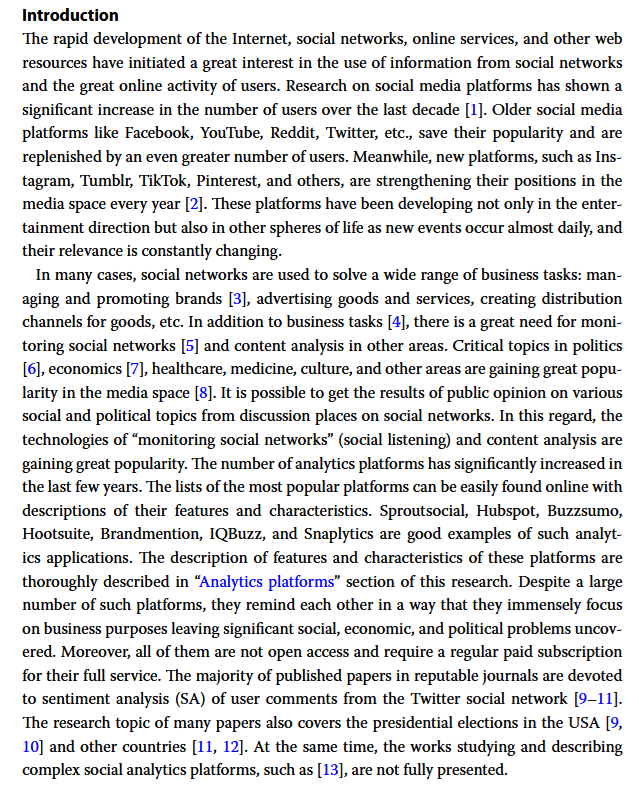 Introduction
The rapid development of the Internet, social networks, online services, and other web
resources have initiated a great interest in the use of information from social networks
and the great online activity of users. Research on social media platforms has shown a
significant increase in the number of users over the last decade [1]. Older social media
platforms like Facebook, YouTube, Reddit, Twitter, etc., save their popularity and are
replenished by an even greater number of users. Meanwhile, new platforms, such as Ins-
tagram, Tumblr, TikTok, Pinterest, and others, are strengthening their positions in the
media space every year [2]. These platforms have been developing not only in the enter-
tainment direction but also in other spheres of life as new events occur almost daily, and
their relevance is constantly changing.
In many cases, social networks are used to solve a wide range of business tasks: man-
aging and promoting brands [3], advertising goods and services, creating distribution
channels for goods, etc. In addition to business tasks [4], there is a great need for moni-
toring social networks [5] and content analysis in other areas. Critical topics in politics
[6], economics [7], healthcare, medicine, culture, and other areas are gaining great popu-
larity in the media space [8]. It is possible to get the results of public opinion on various
social and political topics from discussion places on social networks. In this regard, the
technologies of “monitoring social networks” (social listening) and content analysis are
gaining great popularity. The number of analytics platforms has significantly increased in
the last few years. The lists of the most popular platforms can be easily found online with
descriptions of their features and characteristics. Sproutsocial, Hubspot, Buzzsumo,
Hootsuite, Brandmention, IQBuzz, and Snaplytics are good examples of such analyt-
ics applications. The description of features and characteristics of these platforms are
thoroughly described in “Analytics platforms” section of this research. Despite a large
number of such platforms, they remind each other in a way that they immensely focus
on business purposes leaving significant social, economic, and political problems uncov-
ered. Moreover, all of them are not open access and require a regular paid subscription
for their full service. The majority of published papers in reputable journals are devoted
to sentiment analysis (SA) of user comments from the Twitter social network [9–11].
The research topic of many papers also covers the presidential elections in the USA [9,
10] and other countries [11, 12]. At the same time, the works studying and describing
complex social analytics platforms, such as [13], are not fully presented.